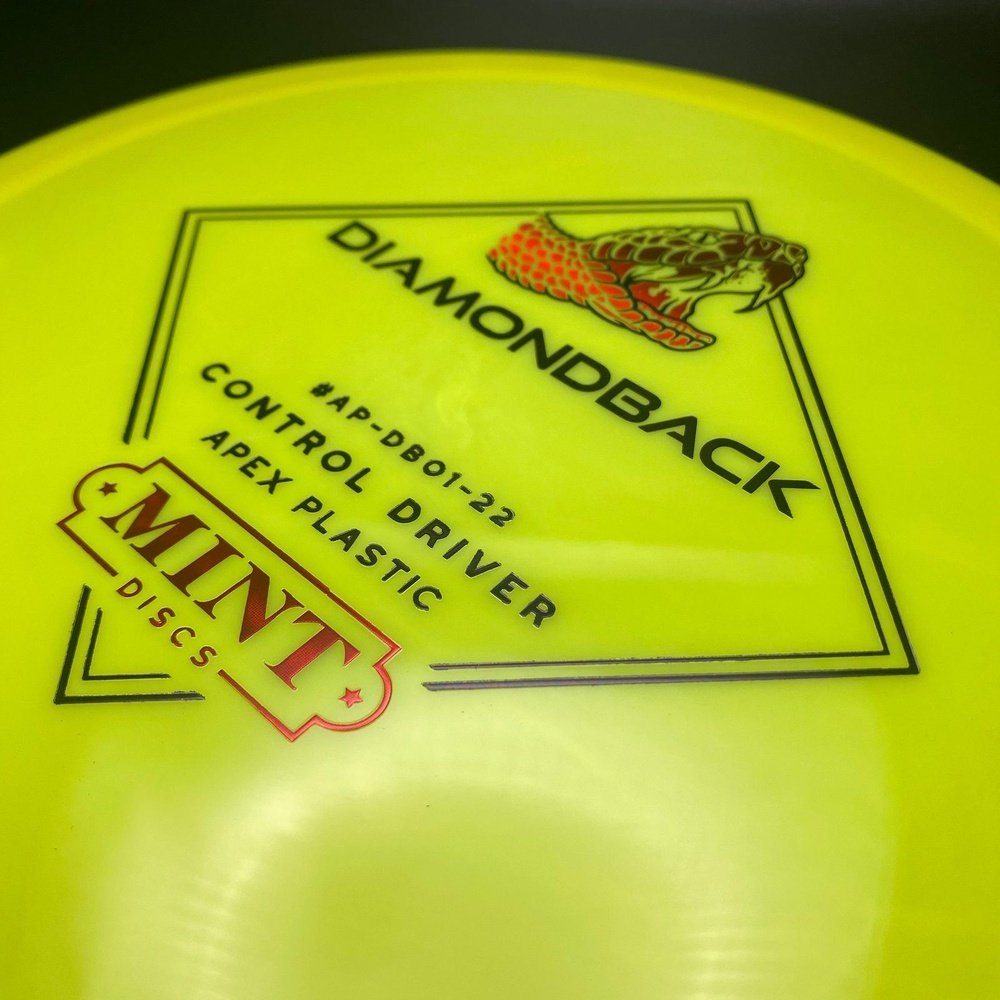 DIAMONDBACK
#AP-DB01-22
CONTROL DRIVER
APEX PLASTIC
MINT
DISCS